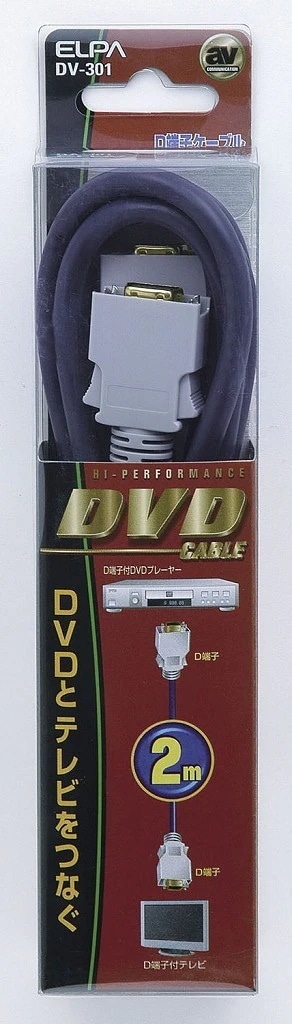 ELPA
DV-301
av
COMMUNICATION
D端子ケーブル
HI-PERFORMANCE
DVD
CABLE
D端子付DVDプレーヤー
D端子
2m
D端子
D端子付テレビ
DVDとテレビをつなぐ